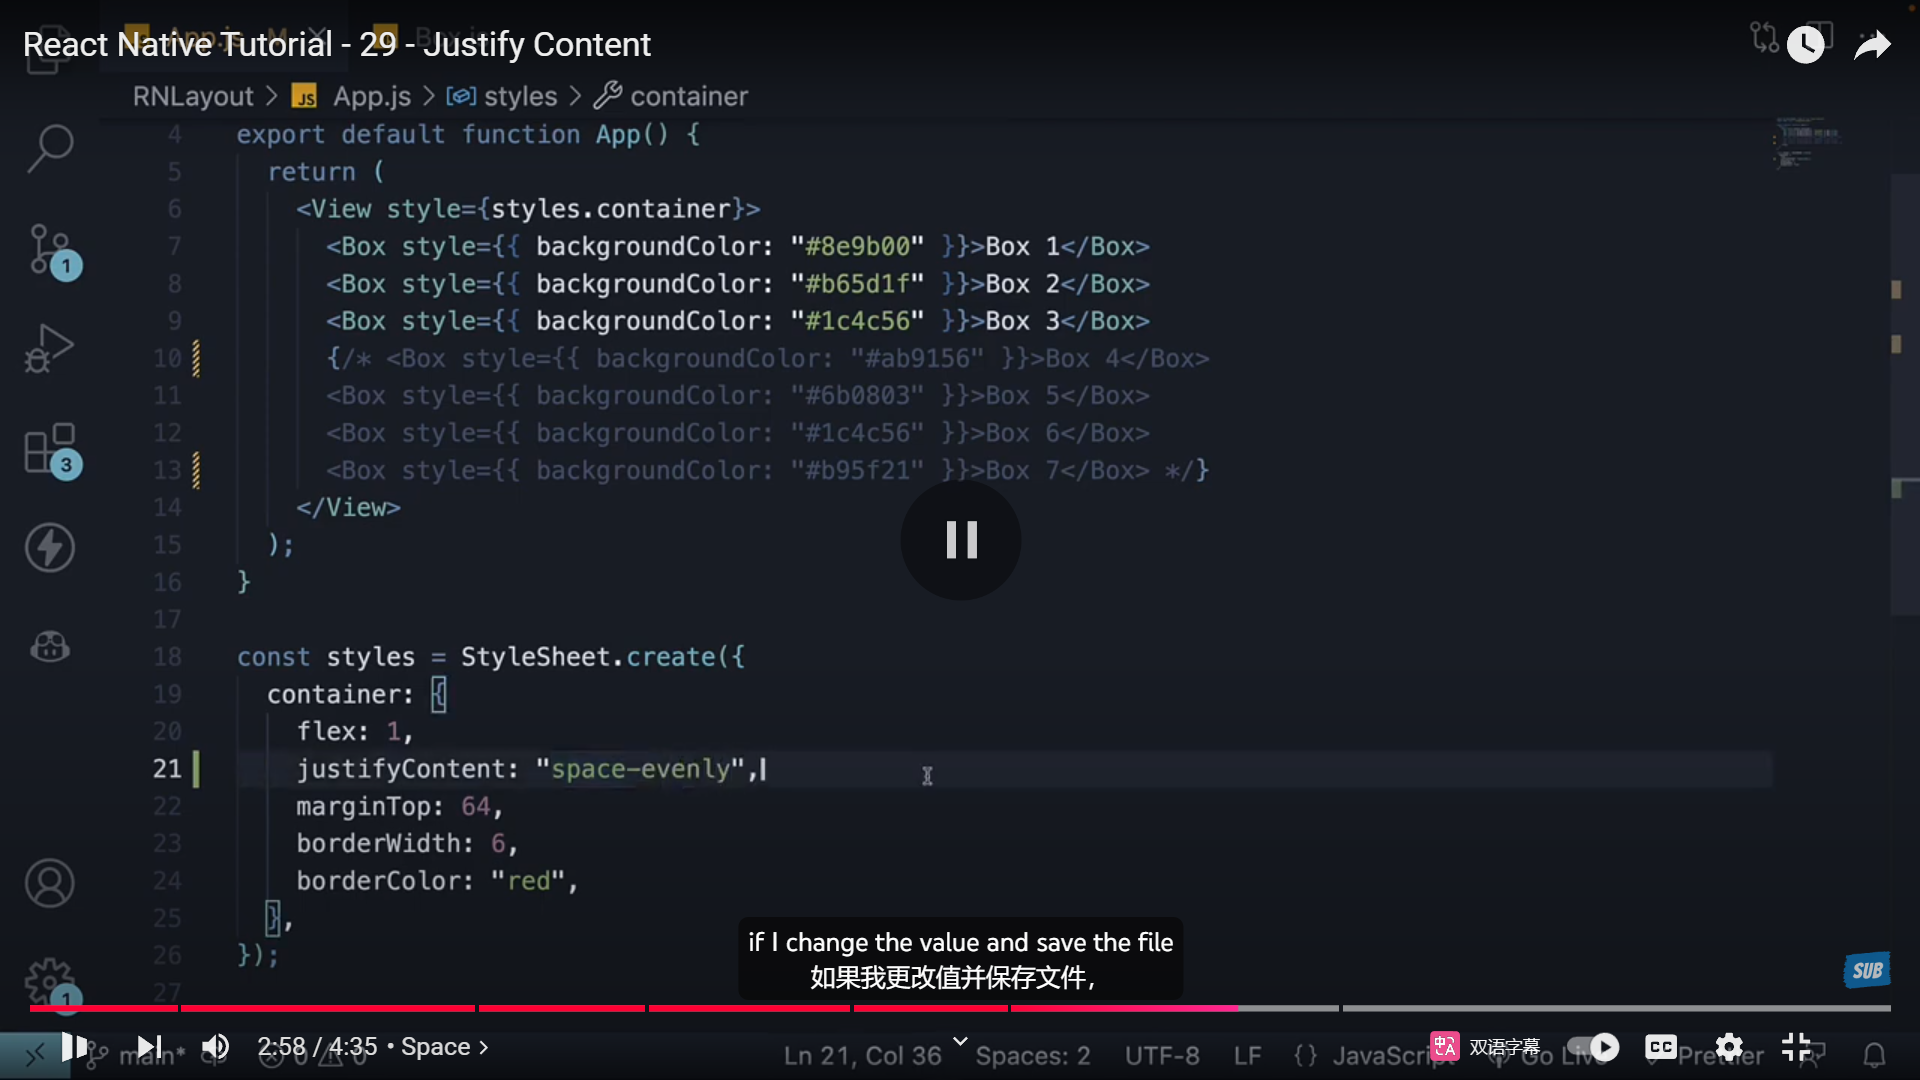 React Native Tutorial - 29 - Justify Content
RNLayout > JS App.js > styles > container
4 export default function App() {
5 return (
6 <View style={styles.container}>
7 <Box style={{ backgroundColor: "#8e9b00" }}>Box 1</Box>
8 <Box style={{ backgroundColor: "#b65d1f" }}>Box 2</Box>
9 <Box style={{ backgroundColor: "#1c4c56" }}>Box 3</Box>
10 {/* <Box style={{ backgroundColor: "#ab9156" }}>Box 4</Box>
11 <Box style={{ backgroundColor: "#6b0803" }}>Box 5</Box>
12 <Box style={{ backgroundColor: "#1c4c56" }}>Box 6</Box>
13 <Box style={{ backgroundColor: "#b95f21" }}>Box 7</Box> */}
14 </View>
15 );
16 }
17
18 const styles = StyleSheet.create({
19 container: {
20 flex: 1,
21 justifyContent: "space-evenly",
22 marginTop: 64,
23 borderWidth: 6,
24 borderColor: "red",
25 },
26 });
27
1
3
1
if I change the value and save the file
如果我更改值并保存文件,
SUB
2:58 / 4:35 • Space >
main* 0 0 Ln 21, Col 36 Spaces: 2 UTF-8 LF {} JavaScript Go Live Prettier
双语字幕
CC